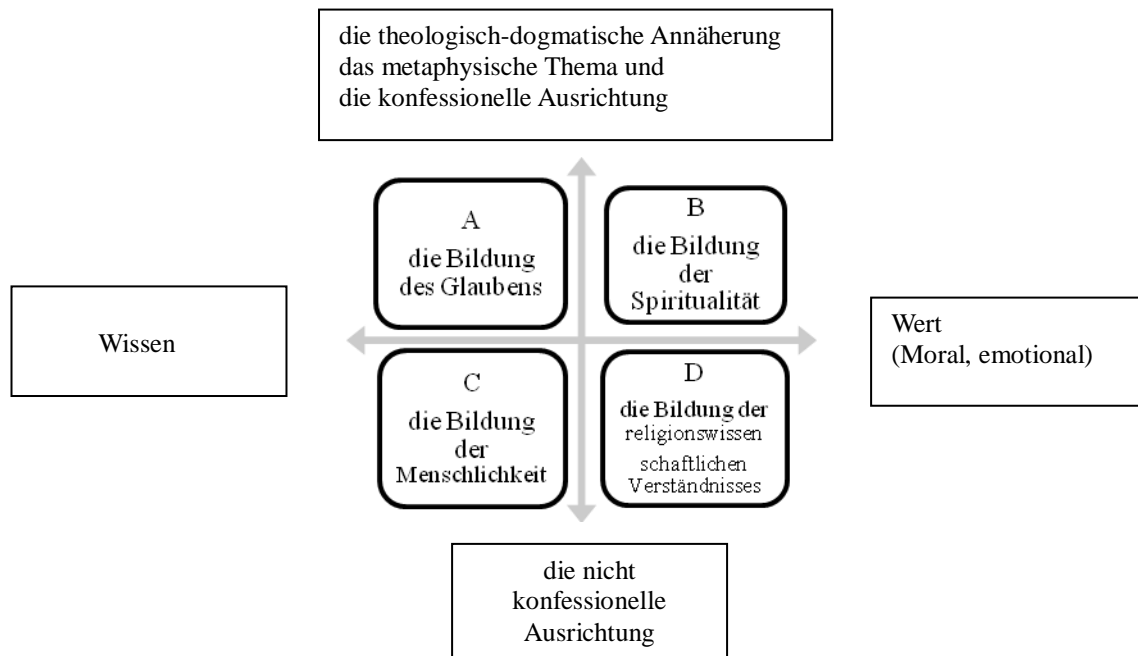 die theologisch-dogmatische Annäherung
das metaphysische Thema und
die konfessionelle Ausrichtung
A
die Bildung
des Glaubens
B
die Bildung
der
Spiritualität
Wissen
Wert
(Moral, emotional)
C
die Bildung
der
Menschlichkeit
D
die Bildung der
religionswissen
schaftlichen
Verständnisses
die nicht
konfessionelle
Ausrichtung